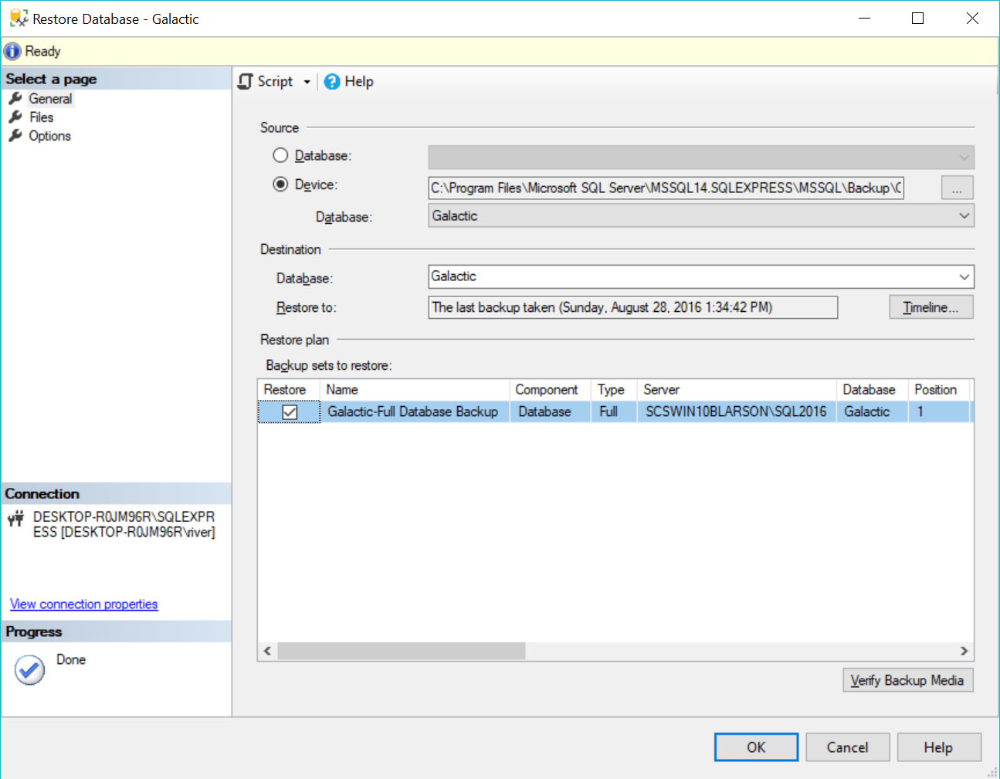 Restore Database - Galactic
Ready
Select a page
General
Files
Options
Script
Help
Source
Database:
Device:
C:\Program Files\Microsoft SQL Server\MSSQL14.SQLEXPRESS\MSSQL\Backup\
...
Database:
Galactic
Destination
Database:
Galactic
Restore to:
The last backup taken (Sunday, August 28, 2016 1:34:42 PM)
Timeline...
Restore plan
Backup sets to restore:
Restore Name Component Type Server Database Position
Galactic-Full Database Backup Database Full SCSWIN10BLARSON\SQL2016 Galactic 1
Connection
DESKTOP-R0JM96R\SQLEXPR
ESS [DESKTOP-R0JM96R\river]
View connection properties
Progress
Done
Verify Backup Media
OK
Cancel
Help